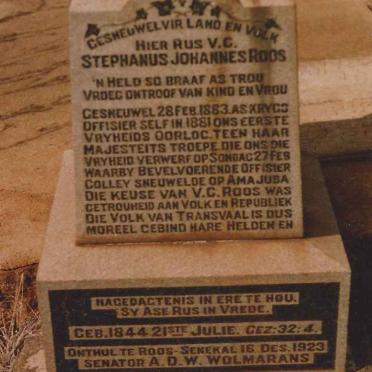 GESNEUWEL VIR LAND EN VOLK
HIER RUS V.C.
STEPHANUS JOHANNES ROOS
'N HELD SO BRAAF AS TROU
VROEG ONTROOF VAN KIND EN VROU
GESNEUWEL 28 FEB. 1883. AS KRYGS
OFFISIER SELF IN 1881 ONS EERSTE
VRYHEIDS OORLOG. TEEN HAAR
MAJESTEITS TROEPE DIE ONS DIE
VRYHEID VERWERF OP SONDAG 27 FEB
WAARBY BEVELVOERENDE OFFISIER
COLLEY SNEUWELDE OP AMAJUBA
DIE KEUSE VAN V.C. ROOS WAS
GETROUHEID AAN VOLK EN REPUBLIEK
DIE VOLK VAN TRANSVAAL IS DUS
MOREEL GEBIND HARE HELDEN EN
NAGEDACTENIS IN ERE TE HOU.
SY ASE RUS IN VREDE.
GEB. 1844 21STE JULIE. GEZ: 32: 4.
ONTHUL TE ROOS-SENEKAL 16 DES. 1923
SENATOR A.D.W. WOLMARANS